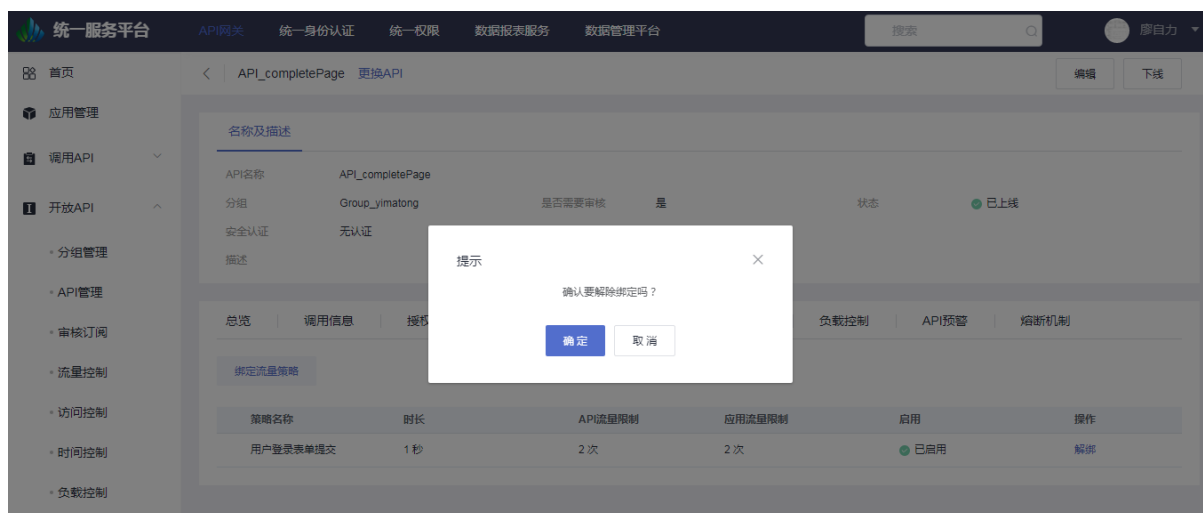 统一服务平台 API网关 统一身份认证 统一权限 数据报表服务 数据管理平台 搜索 廖自力
首页 API_completePage 更换API 编辑 下线
应用管理
名称及描述
调用API
API名称 API_completePage
开放API 分组 Group_yimatong 是否需要审核 是 状态 已上线
安全认证 无认证
分组管理
描述
提示
确认要解除绑定吗？
确定 取消
API管理
总览 调用信息 授权 负载控制 API预警 熔断机制
审核订阅
流量控制 绑定流量策略
访问控制 策略名称 时长 API流量限制 应用流量限制 启用 操作
时间控制 用户登录表单提交 1 秒 2 次 2 次 已启用 解绑
负载控制